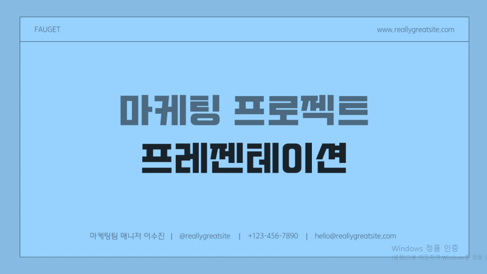 FAUGET
www.reallygreatsite.com
마케팅 프로젝트
프레젠테이션
마케팅팀 매니저 이수진 | @reallygreatsite | +123-456-7890 | hello@reallygreatsite.com
Windows 정품 인증